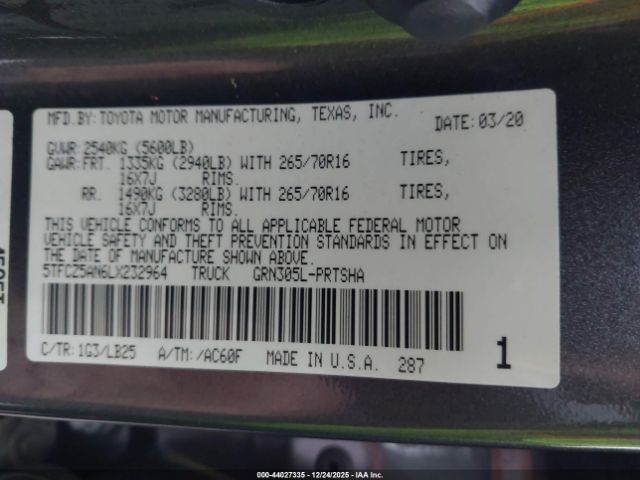 MFD.BY:TOYOTA MOTOR MANUFACTURING, TEXAS, INC.
DATE:03/20
GVWR:2540KG (5600LB)
GAWR:FRT. 1335KG (2940LB) WITH 265/70R16 TIRES,
16X7J RIMS.
RR. 1490KG (3280LB) WITH 265/70R16 TIRES,
16X7J RIMS.
THIS VEHICLE CONFORMS TO ALL APPLICABLE FEDERAL MOTOR
VEHICLE SAFETY AND THEFT PREVENTION STANDARDS IN EFFECT ON
THE DATE OF MANUFACTURE SHOWN ABOVE.
5TFCZ5AN6LX232964 TRUCK GRN305L-PRTSHA
C/TR:1G3/LB25 A/TM:/AC60F MADE IN U.S.A. 287 1
000-44027335 - 12/24/2025 - IAA Inc.